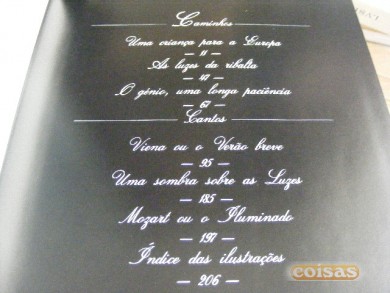 Caminhos
Uma criança para a Europa
— 11 —
As luzes da ribalta
— 47 —
O génio, uma longa paciência
— 67 —
Cantos
Viena ou o Verão breve
— 95 —
Uma sombra sobre as Luzes
— 185 —
Mozart ou o Iluminado
— 197 —
Índice das ilustrações
— 206 —
coisas